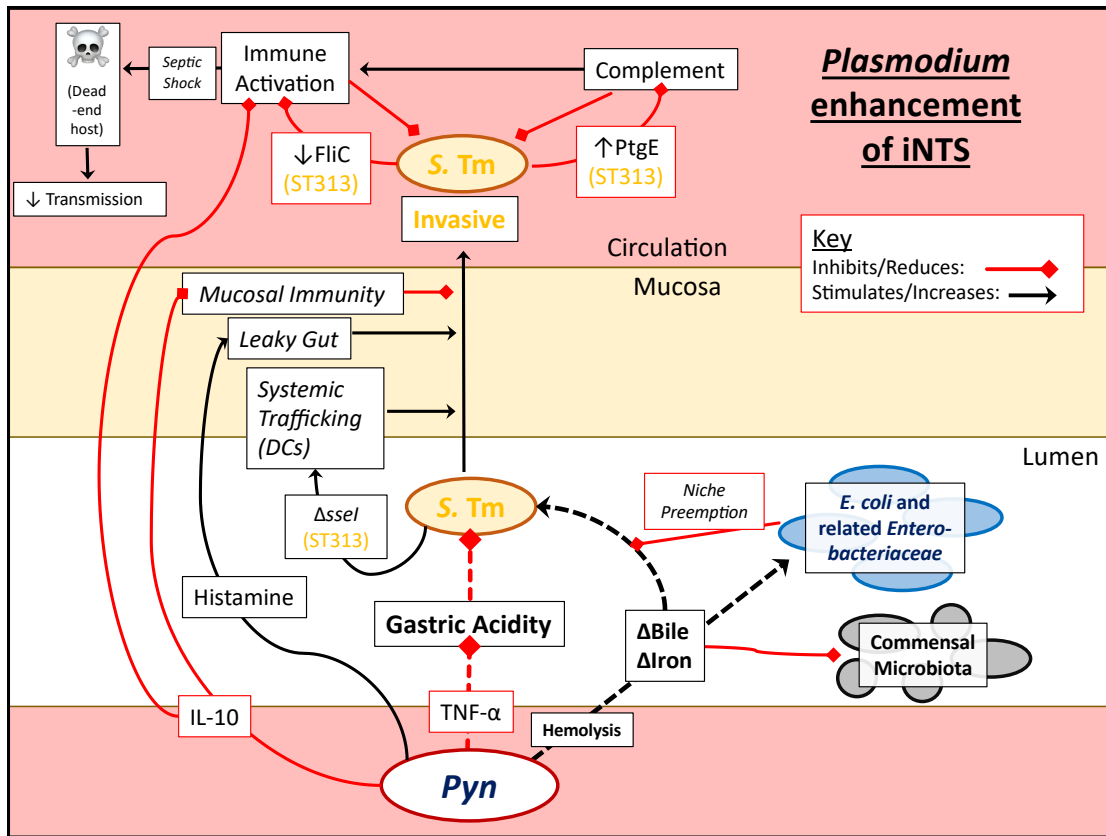 Plasmodium
enhancement
of iNTS
(Dead
-end
host)
Septic
Shock
Immune
Activation
Complement
↓ Transmission
↓FliC
(ST313)
S. Tm
↑PtgE
(ST313)
Invasive
Circulation
Key
Inhibits/Reduces:
Stimulates/Increases:
Mucosa
Mucosal Immunity
Leaky Gut
Systemic
Trafficking
(DCs)
Lumen
S. Tm
ΔsseI
(ST313)
Niche
Preemption
E. coli and
related Entero-
bacteriaceae
Histamine
Gastric Acidity
ΔBile
ΔIron
Commensal
Microbiota
IL-10
TNF-α
Hemolysis
Pyn